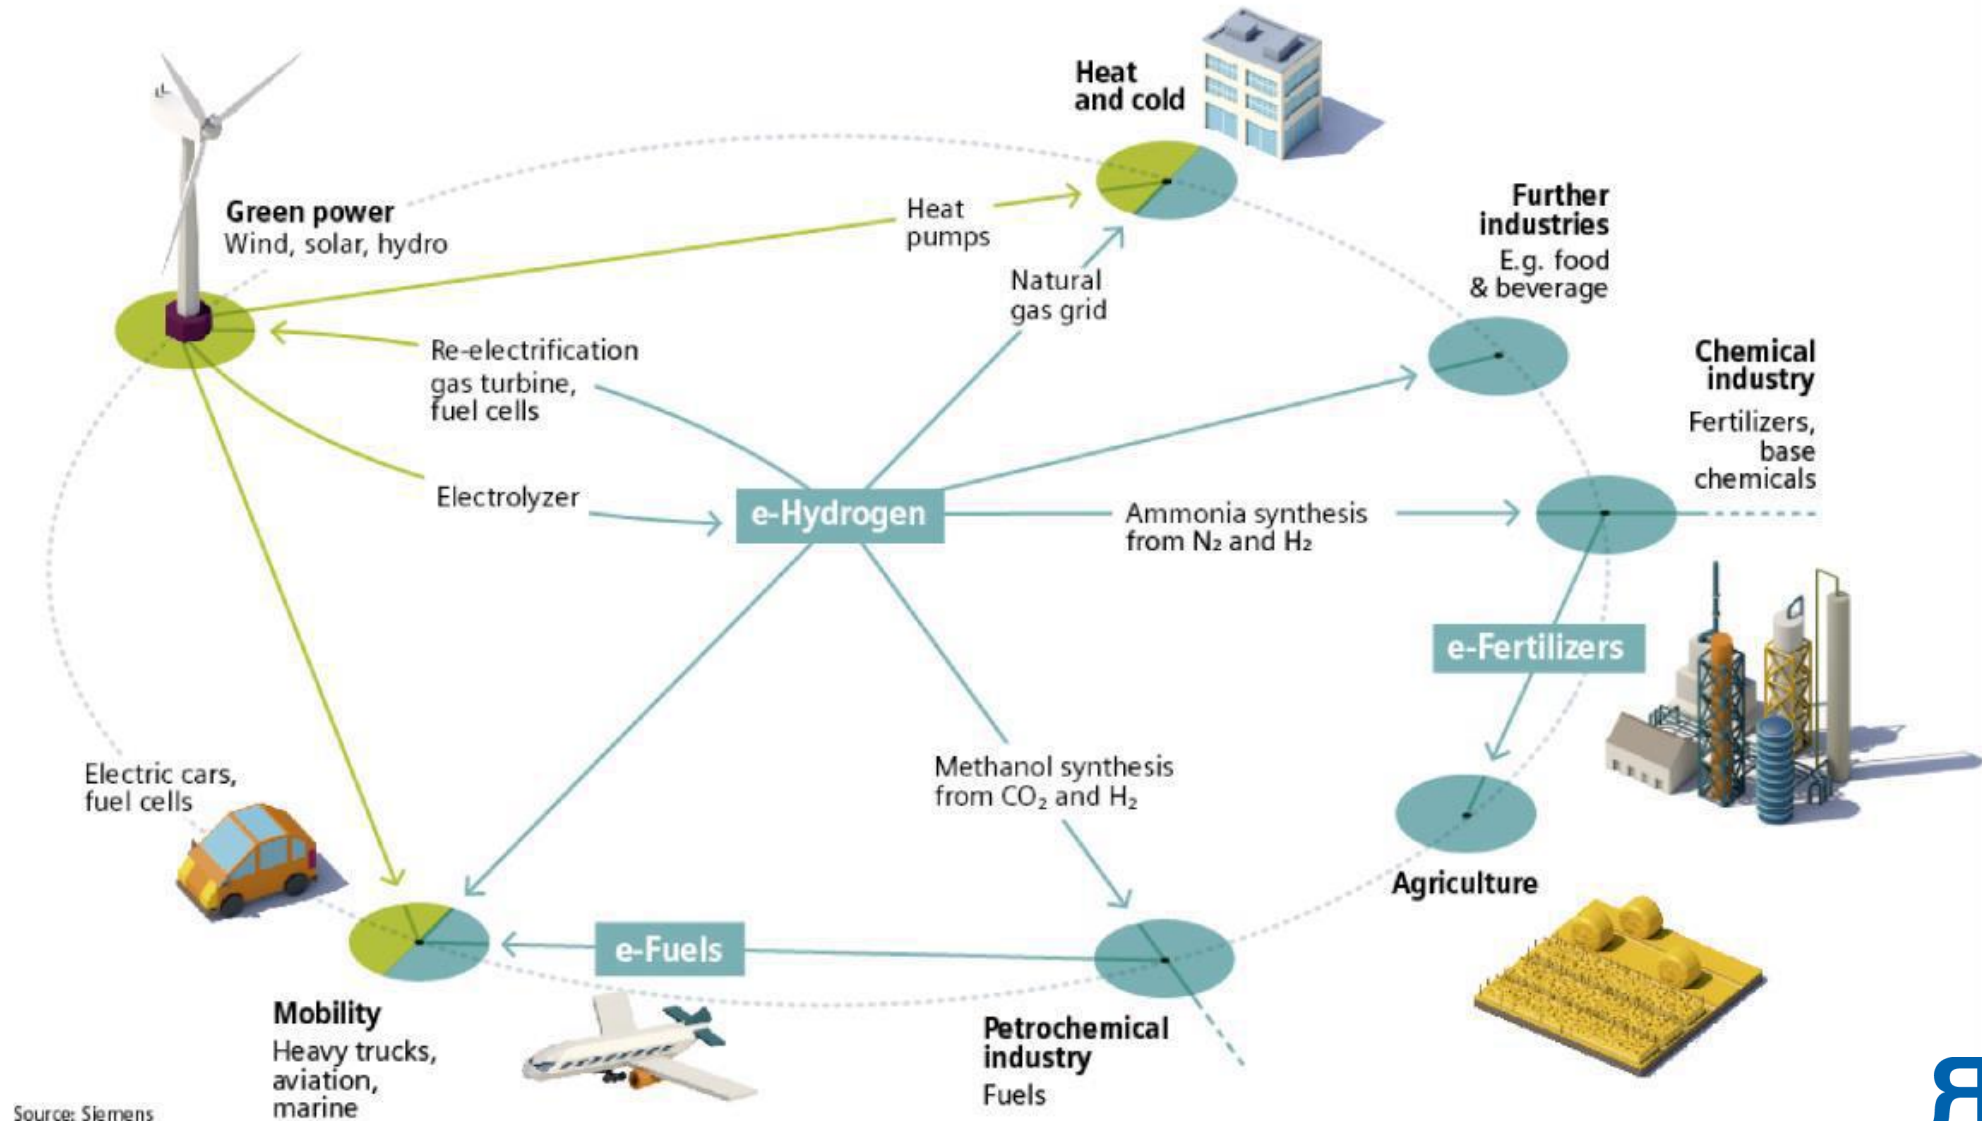 Heat
and cold
Further
industries
E.g. food
& beverage
Green power
Wind, solar, hydro
Heat
pumps
Natural
gas grid
Re-electrification
gas turbine,
fuel cells
Chemical
industry
Fertilizers,
base
chemicals
Electrolyzer
e-Hydrogen
Ammonia synthesis
from N₂ and H₂
e-Fertilizers
Electric cars,
fuel cells
Methanol synthesis
from CO₂ and H₂
Agriculture
e-Fuels
Mobility
Heavy trucks,
aviation,
marine
Petrochemical
industry
Fuels
Source: Siemens